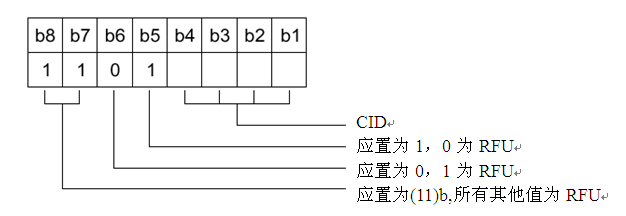 b8 b7 b6 b5 b4 b3 b2 b1
1 1 0 1
CID
应置为 1，0 为 RFU
应置为 0，1 为 RFU
应置为(11)b,所有其他值为 RFU